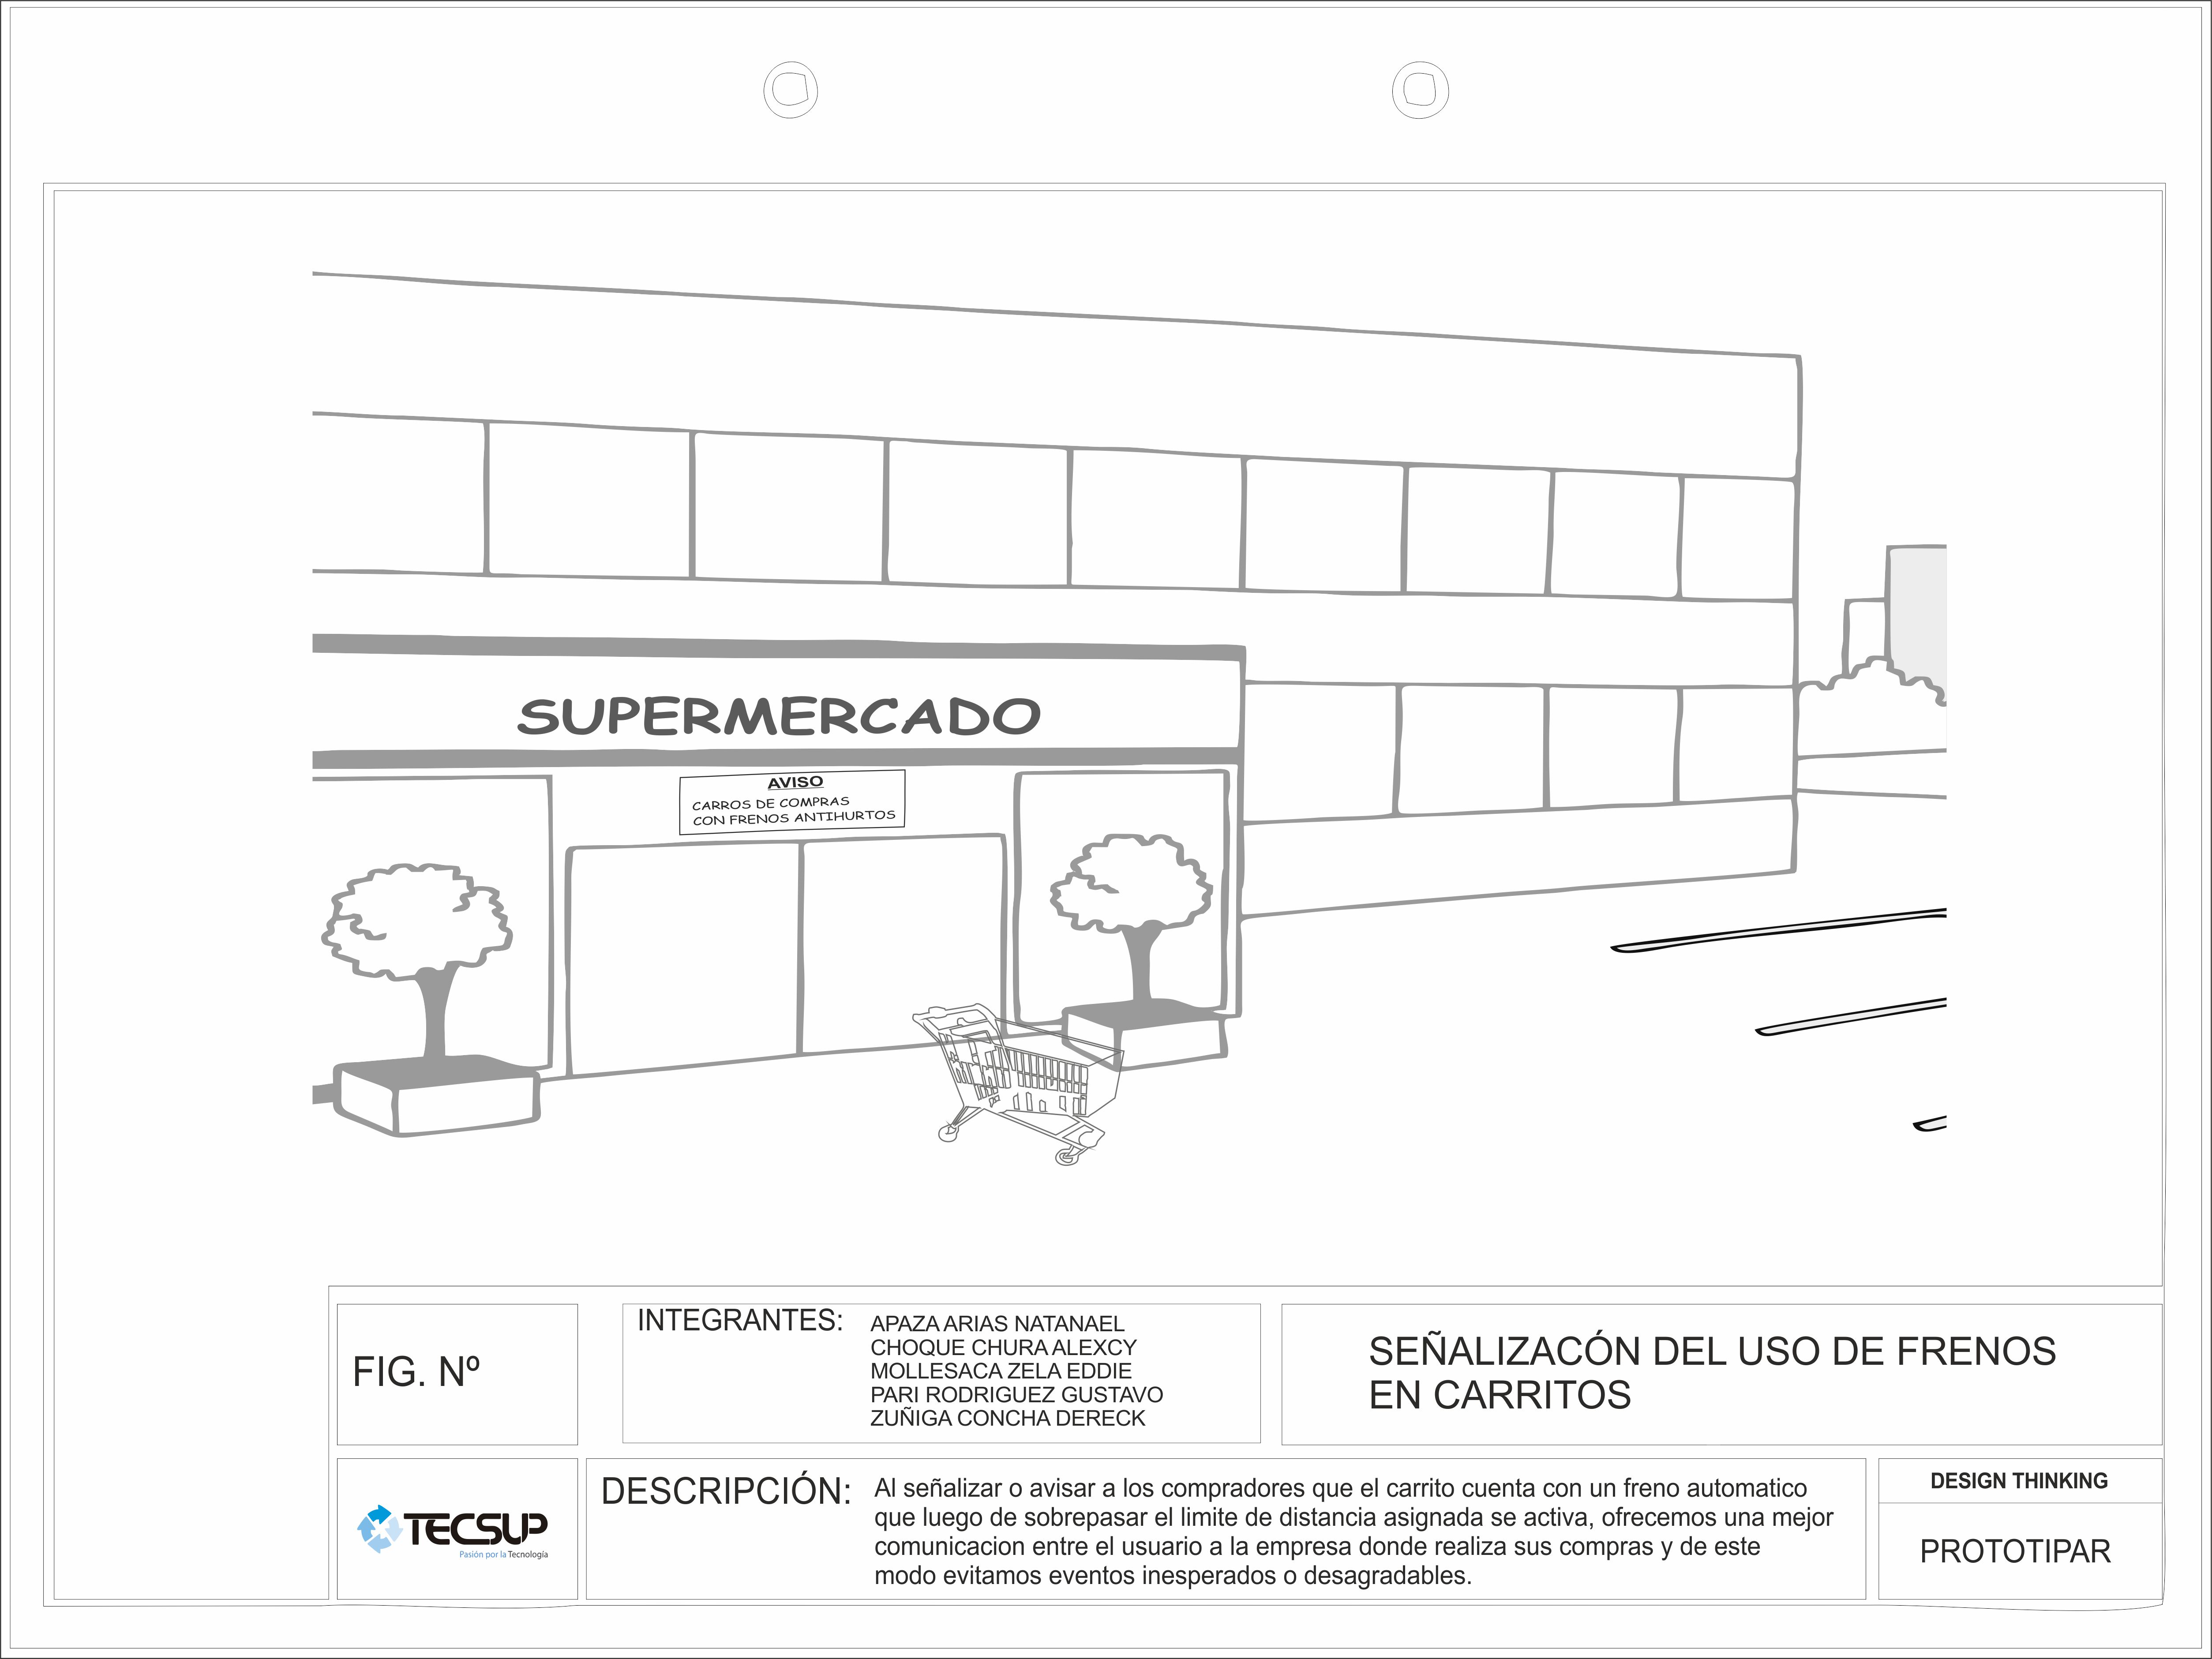 SUPERMERCADO
AVISO
CARROS DE COMPRAS
CON FRENOS ANTIHURTOS
FIG. Nº
INTEGRANTES:
APAZA ARIAS NATANAEL
CHOQUE CHURA ALEXCY
MOLLESACA ZELA EDDIE
PARI RODRIGUEZ GUSTAVO
ZUÑIGA CONCHA DERECK
SEÑALIZACÓN DEL USO DE FRENOS
EN CARRITOS
TECSUP
Pasión por la Tecnología
DESCRIPCIÓN:
Al señalizar o avisar a los compradores que el carrito cuenta con un freno automatico
que luego de sobrepasar el limite de distancia asignada se activa, ofrecemos una mejor
comunicacion entre el usuario a la empresa donde realiza sus compras y de este
modo evitamos eventos inesperados o desagradables.
DESIGN THINKING
PROTOTIPAR